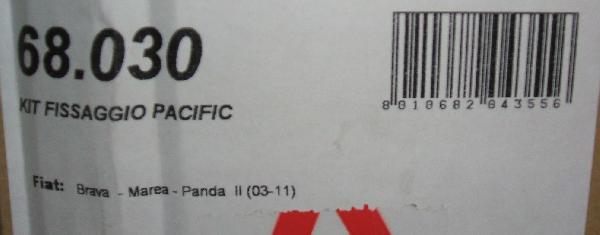 68.030
KIT FISSAGGIO PACIFIC
8 010682 043556
Fiat: Brava - Marea - Panda II (03-11)